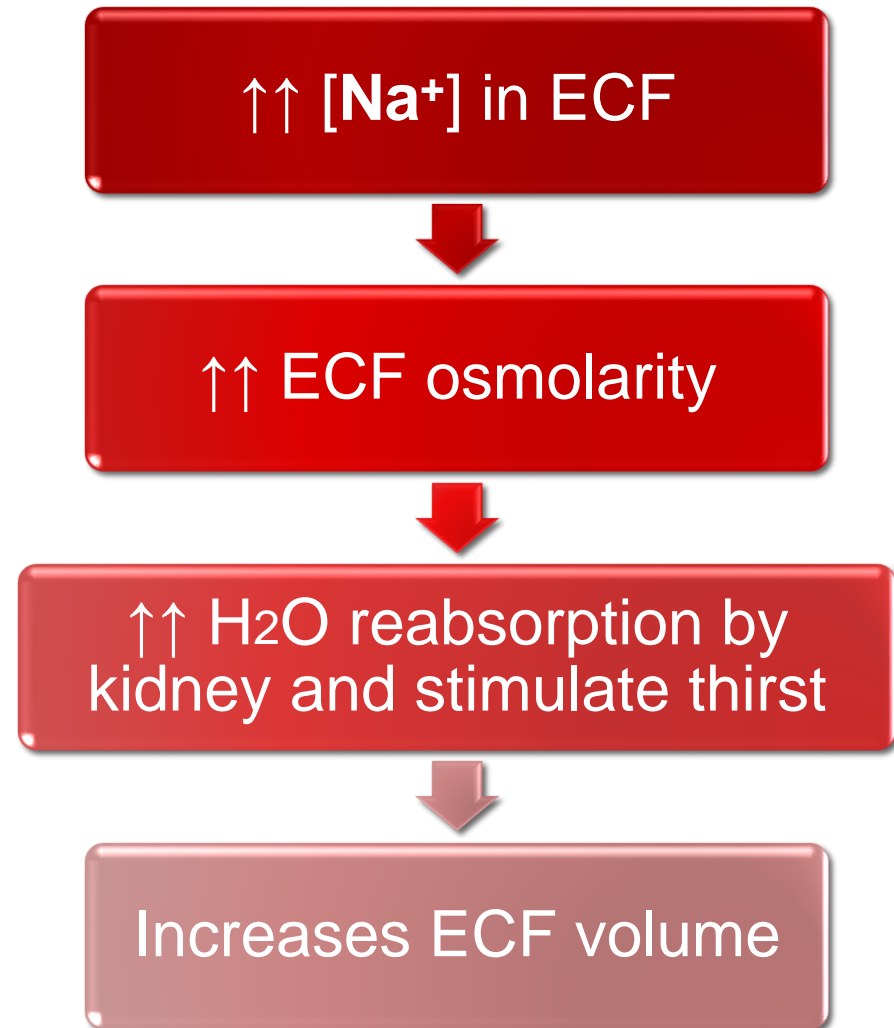 ↑↑ [Na⁺] in ECF
↑↑ ECF osmolarity
↑↑ H2O reabsorption by
kidney and stimulate thirst
Increases ECF volume